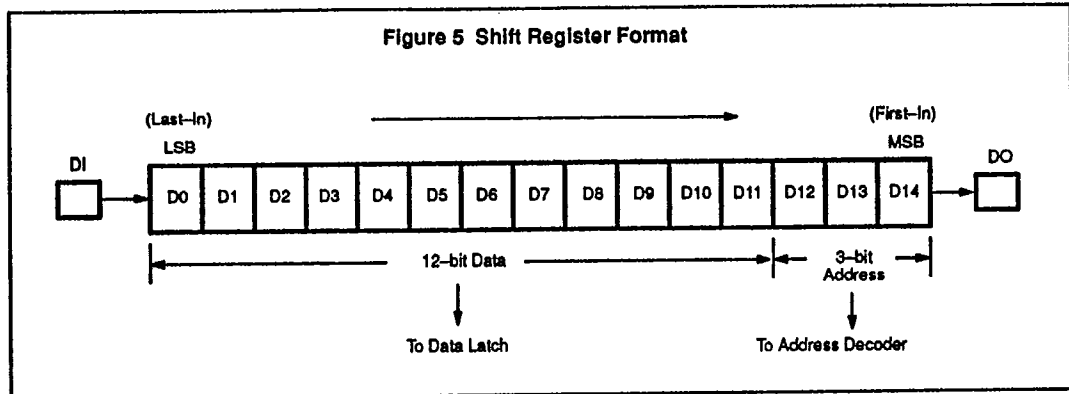 Figure 5 Shift Register Format
(Last–In)
(First–In)
LSB
MSB
DI
DO
D0 D1 D2 D3 D4 D5 D6 D7 D8 D9 D10 D11 D12 D13 D14
12–bit Data
3–bit
Address
To Data Latch
To Address Decoder